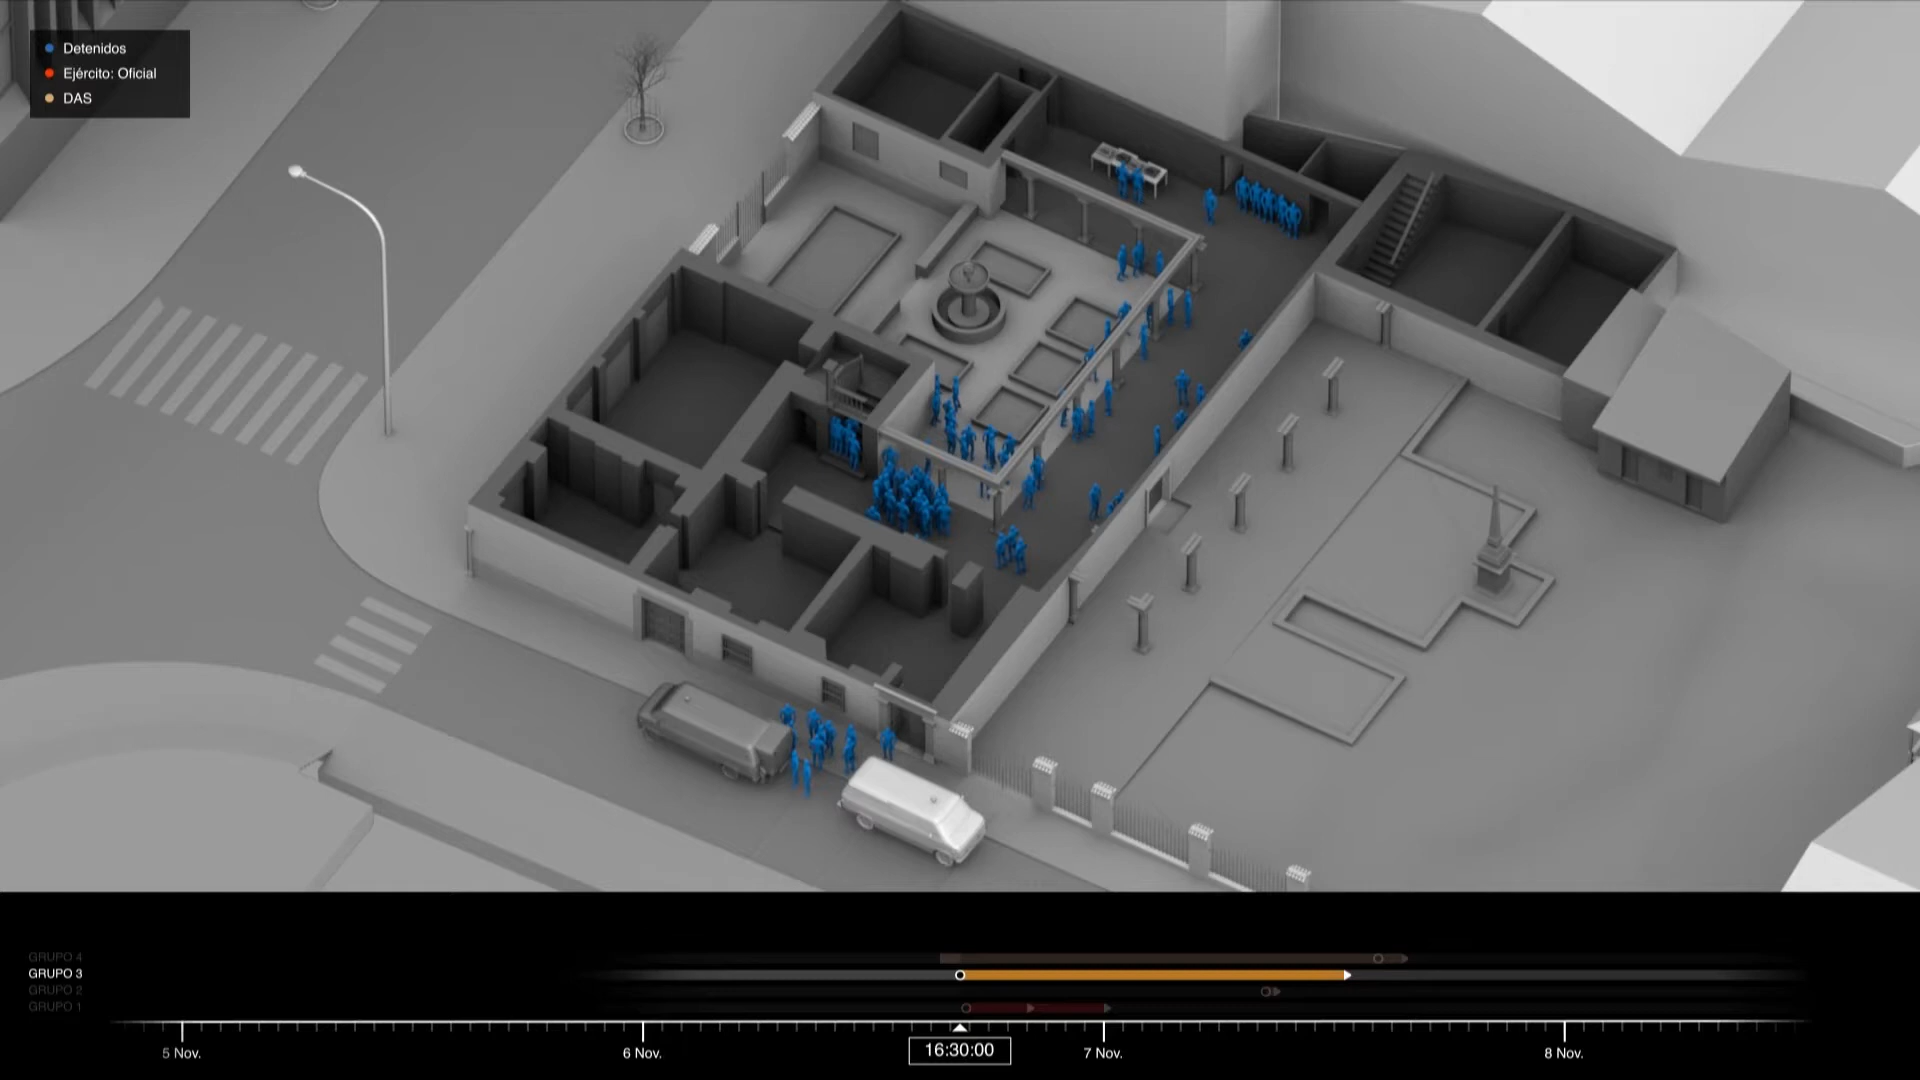 Detenidos
Ejército: Oficial
DAS
GRUPO 4
GRUPO 3
GRUPO 2
GRUPO 1
5 Nov.
6 Nov.
16:30:00
7 Nov.
8 Nov.